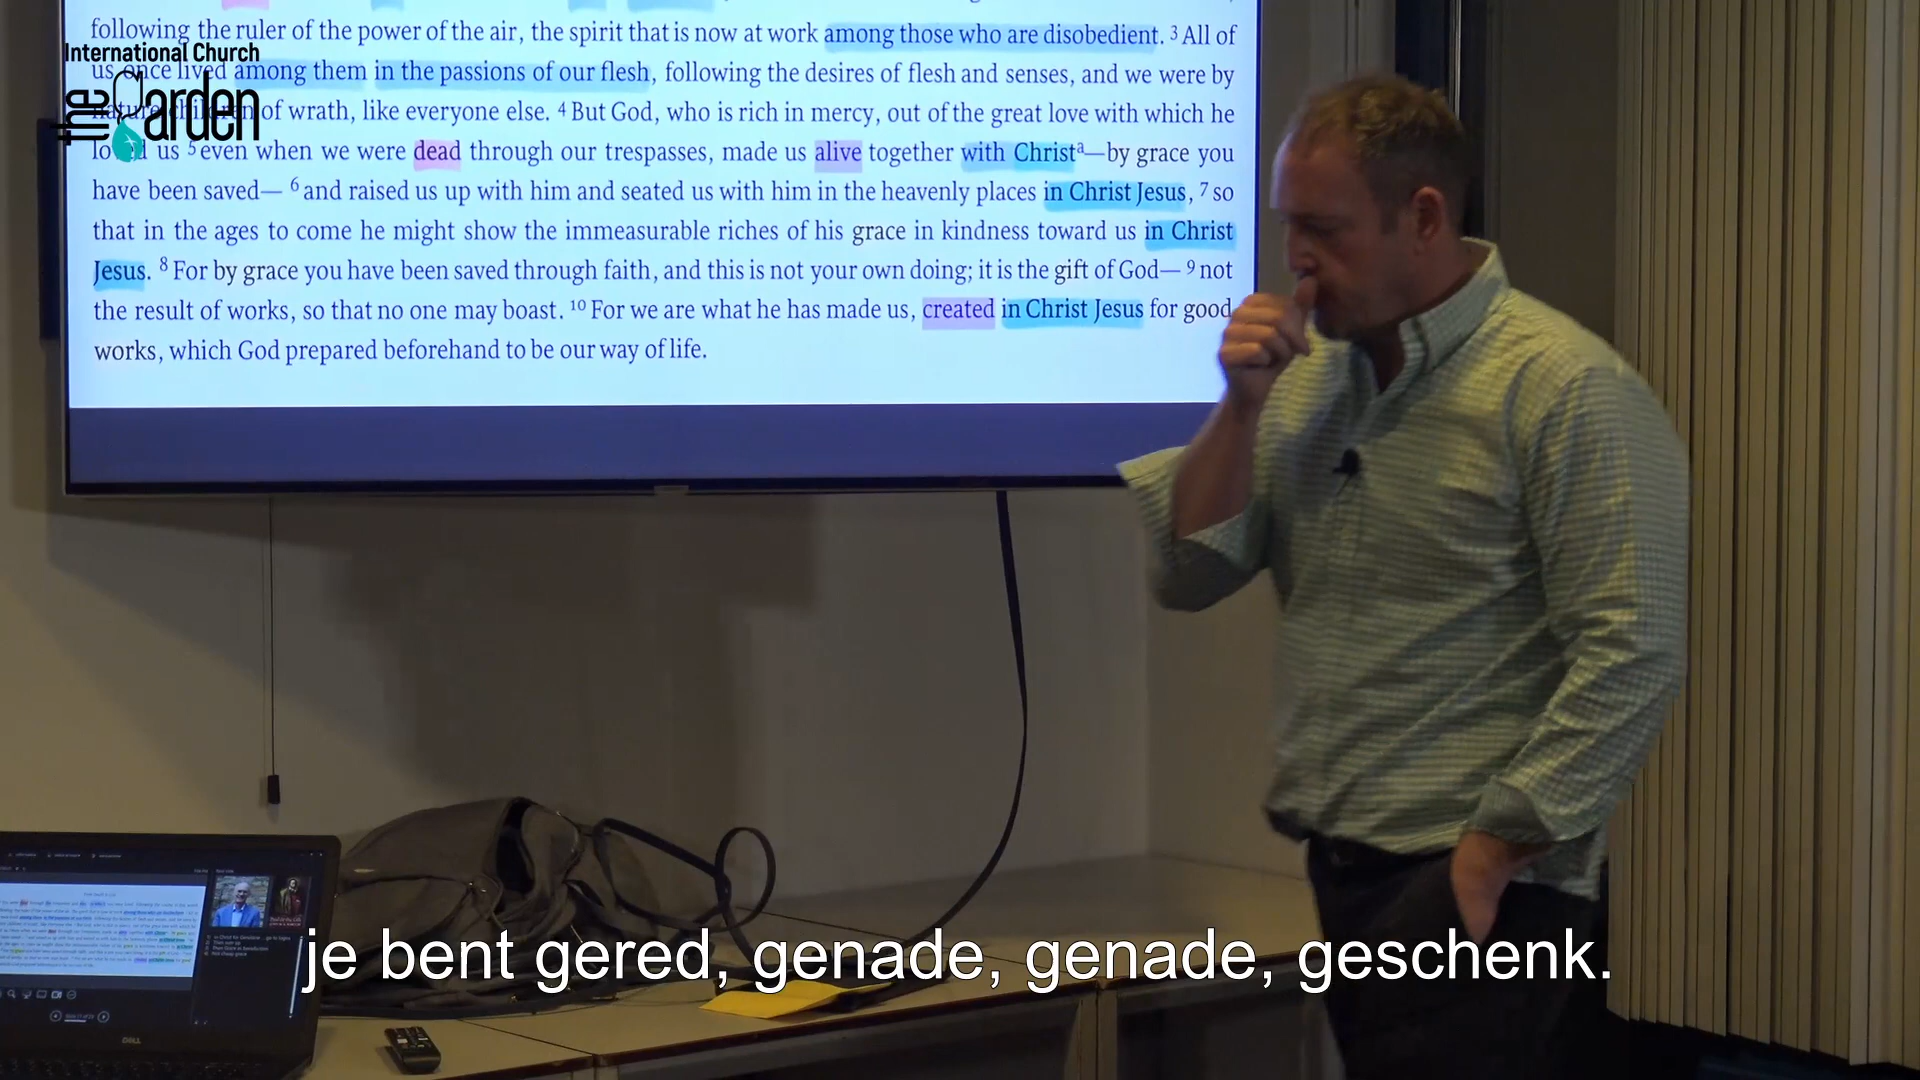 following the ruler of the power of the air, the spirit that is now at work among those who are disobedient. 3 All of
International Church
us once lived among them in the passions of our flesh, following the desires of flesh and senses, and we were by
the Garden
nature children of wrath, like everyone else. 4 But God, who is rich in mercy, out of the great love with which he
loved us 5 even when we were dead through our trespasses, made us alive together with Christa—by grace you
have been saved— 6 and raised us up with him and seated us with him in the heavenly places in Christ Jesus, 7 so
that in the ages to come he might show the immeasurable riches of his grace in kindness toward us in Christ
Jesus. 8 For by grace you have been saved through faith, and this is not your own doing; it is the gift of God— 9 not
the result of works, so that no one may boast. 10 For we are what he has made us, created in Christ Jesus for good
works, which God prepared beforehand to be our way of life.
je bent gered, genade, genade, geschenk.
DELL